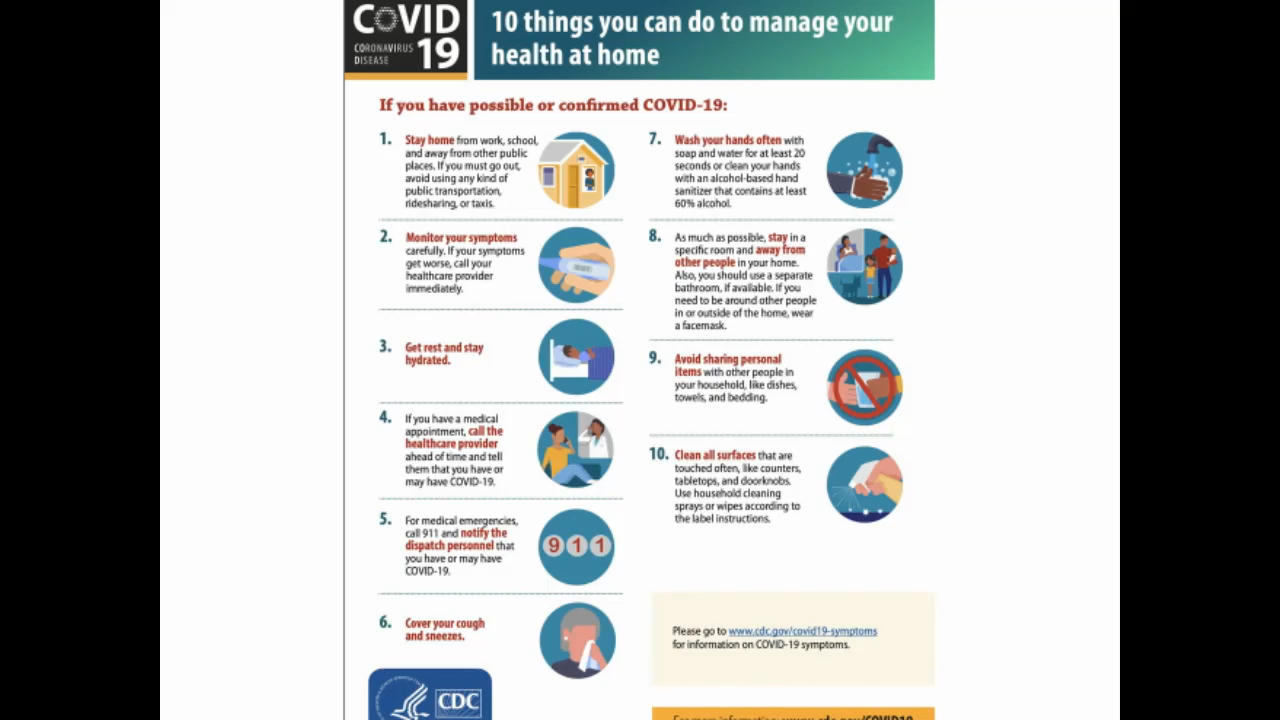 COVID
CORONAVIRUS
DISEASE
19
10 things you can do to manage your
health at home
If you have possible or confirmed COVID-19:
1. Stay home from work, school,
and away from other public
places. If you must go out,
avoid using any kind of
public transportation,
ridesharing, or taxis.
2. Monitor your symptoms
carefully. If your symptoms
get worse, call your
healthcare provider
immediately.
3. Get rest and stay
hydrated.
4. If you have a medical
appointment, call the
healthcare provider
ahead of time and tell
them that you have or
may have COVID-19.
5. For medical emergencies,
call 911 and notify the
dispatch personnel that
you have or may have
COVID-19.
911
6. Cover your cough
and sneezes.
7. Wash your hands often with
soap and water for at least 20
seconds or clean your hands
with an alcohol-based hand
sanitizer that contains at least
60% alcohol.
8. As much as possible, stay in a
specific room and away from
other people in your home.
Also, you should use a separate
bathroom, if available. If you
need to be around other people
in or outside of the home, wear
a facemask.
9. Avoid sharing personal
items with other people in
your household, like dishes,
towels, and bedding.
10. Clean all surfaces that are
touched often, like counters,
tabletops, and doorknobs.
Use household cleaning
sprays or wipes according to
the label instructions.
Please go to www.cdc.gov/covid19-symptoms
for information on COVID-19 symptoms.
CDC
For more information: www.cdc.gov/COVID19